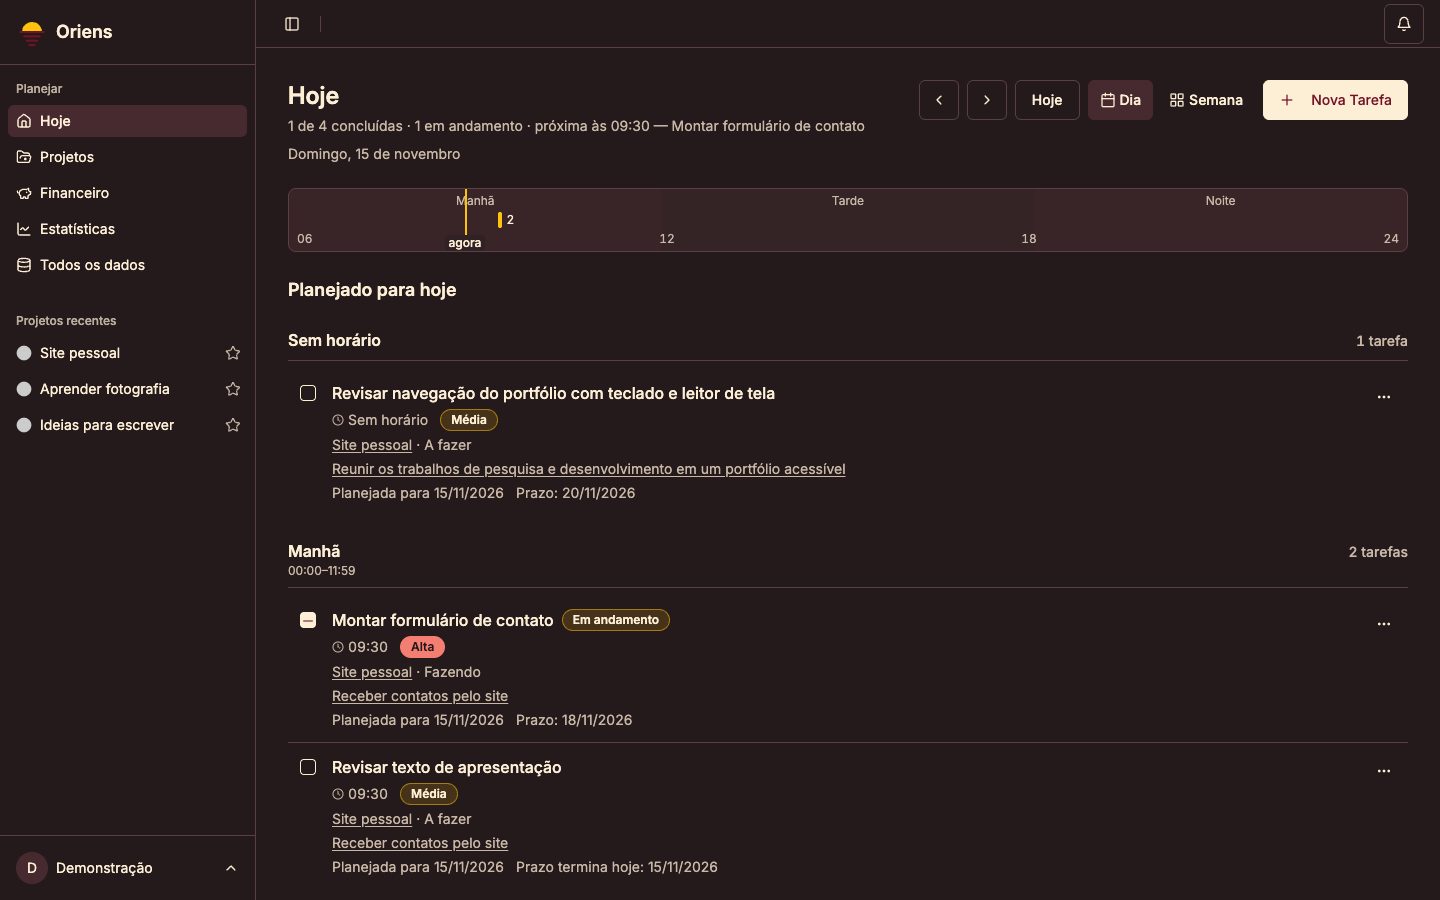 Oriens
Planejar
Hoje
Projetos
Financeiro
Estatísticas
Todos os dados
Projetos recentes
Site pessoal
Aprender fotografia
Ideias para escrever
D Demonstração
Hoje
1 de 4 concluídas · 1 em andamento · próxima às 09:30 — Montar formulário de contato
Domingo, 15 de novembro
Hoje Dia Semana Nova Tarefa
Manhã Tarde Noite
2
06 agora 12 18 24
Planejado para hoje
Sem horário 1 tarefa
Revisar navegação do portfólio com teclado e leitor de tela
Sem horário Média
Site pessoal · A fazer
Reunir os trabalhos de pesquisa e desenvolvimento em um portfólio acessível
Planejada para 15/11/2026 Prazo: 20/11/2026
Manhã 2 tarefas
00:00–11:59
Montar formulário de contato Em andamento
09:30 Alta
Site pessoal · Fazendo
Receber contatos pelo site
Planejada para 15/11/2026 Prazo: 18/11/2026
Revisar texto de apresentação
09:30 Média
Site pessoal · A fazer
Receber contatos pelo site
Planejada para 15/11/2026 Prazo termina hoje: 15/11/2026